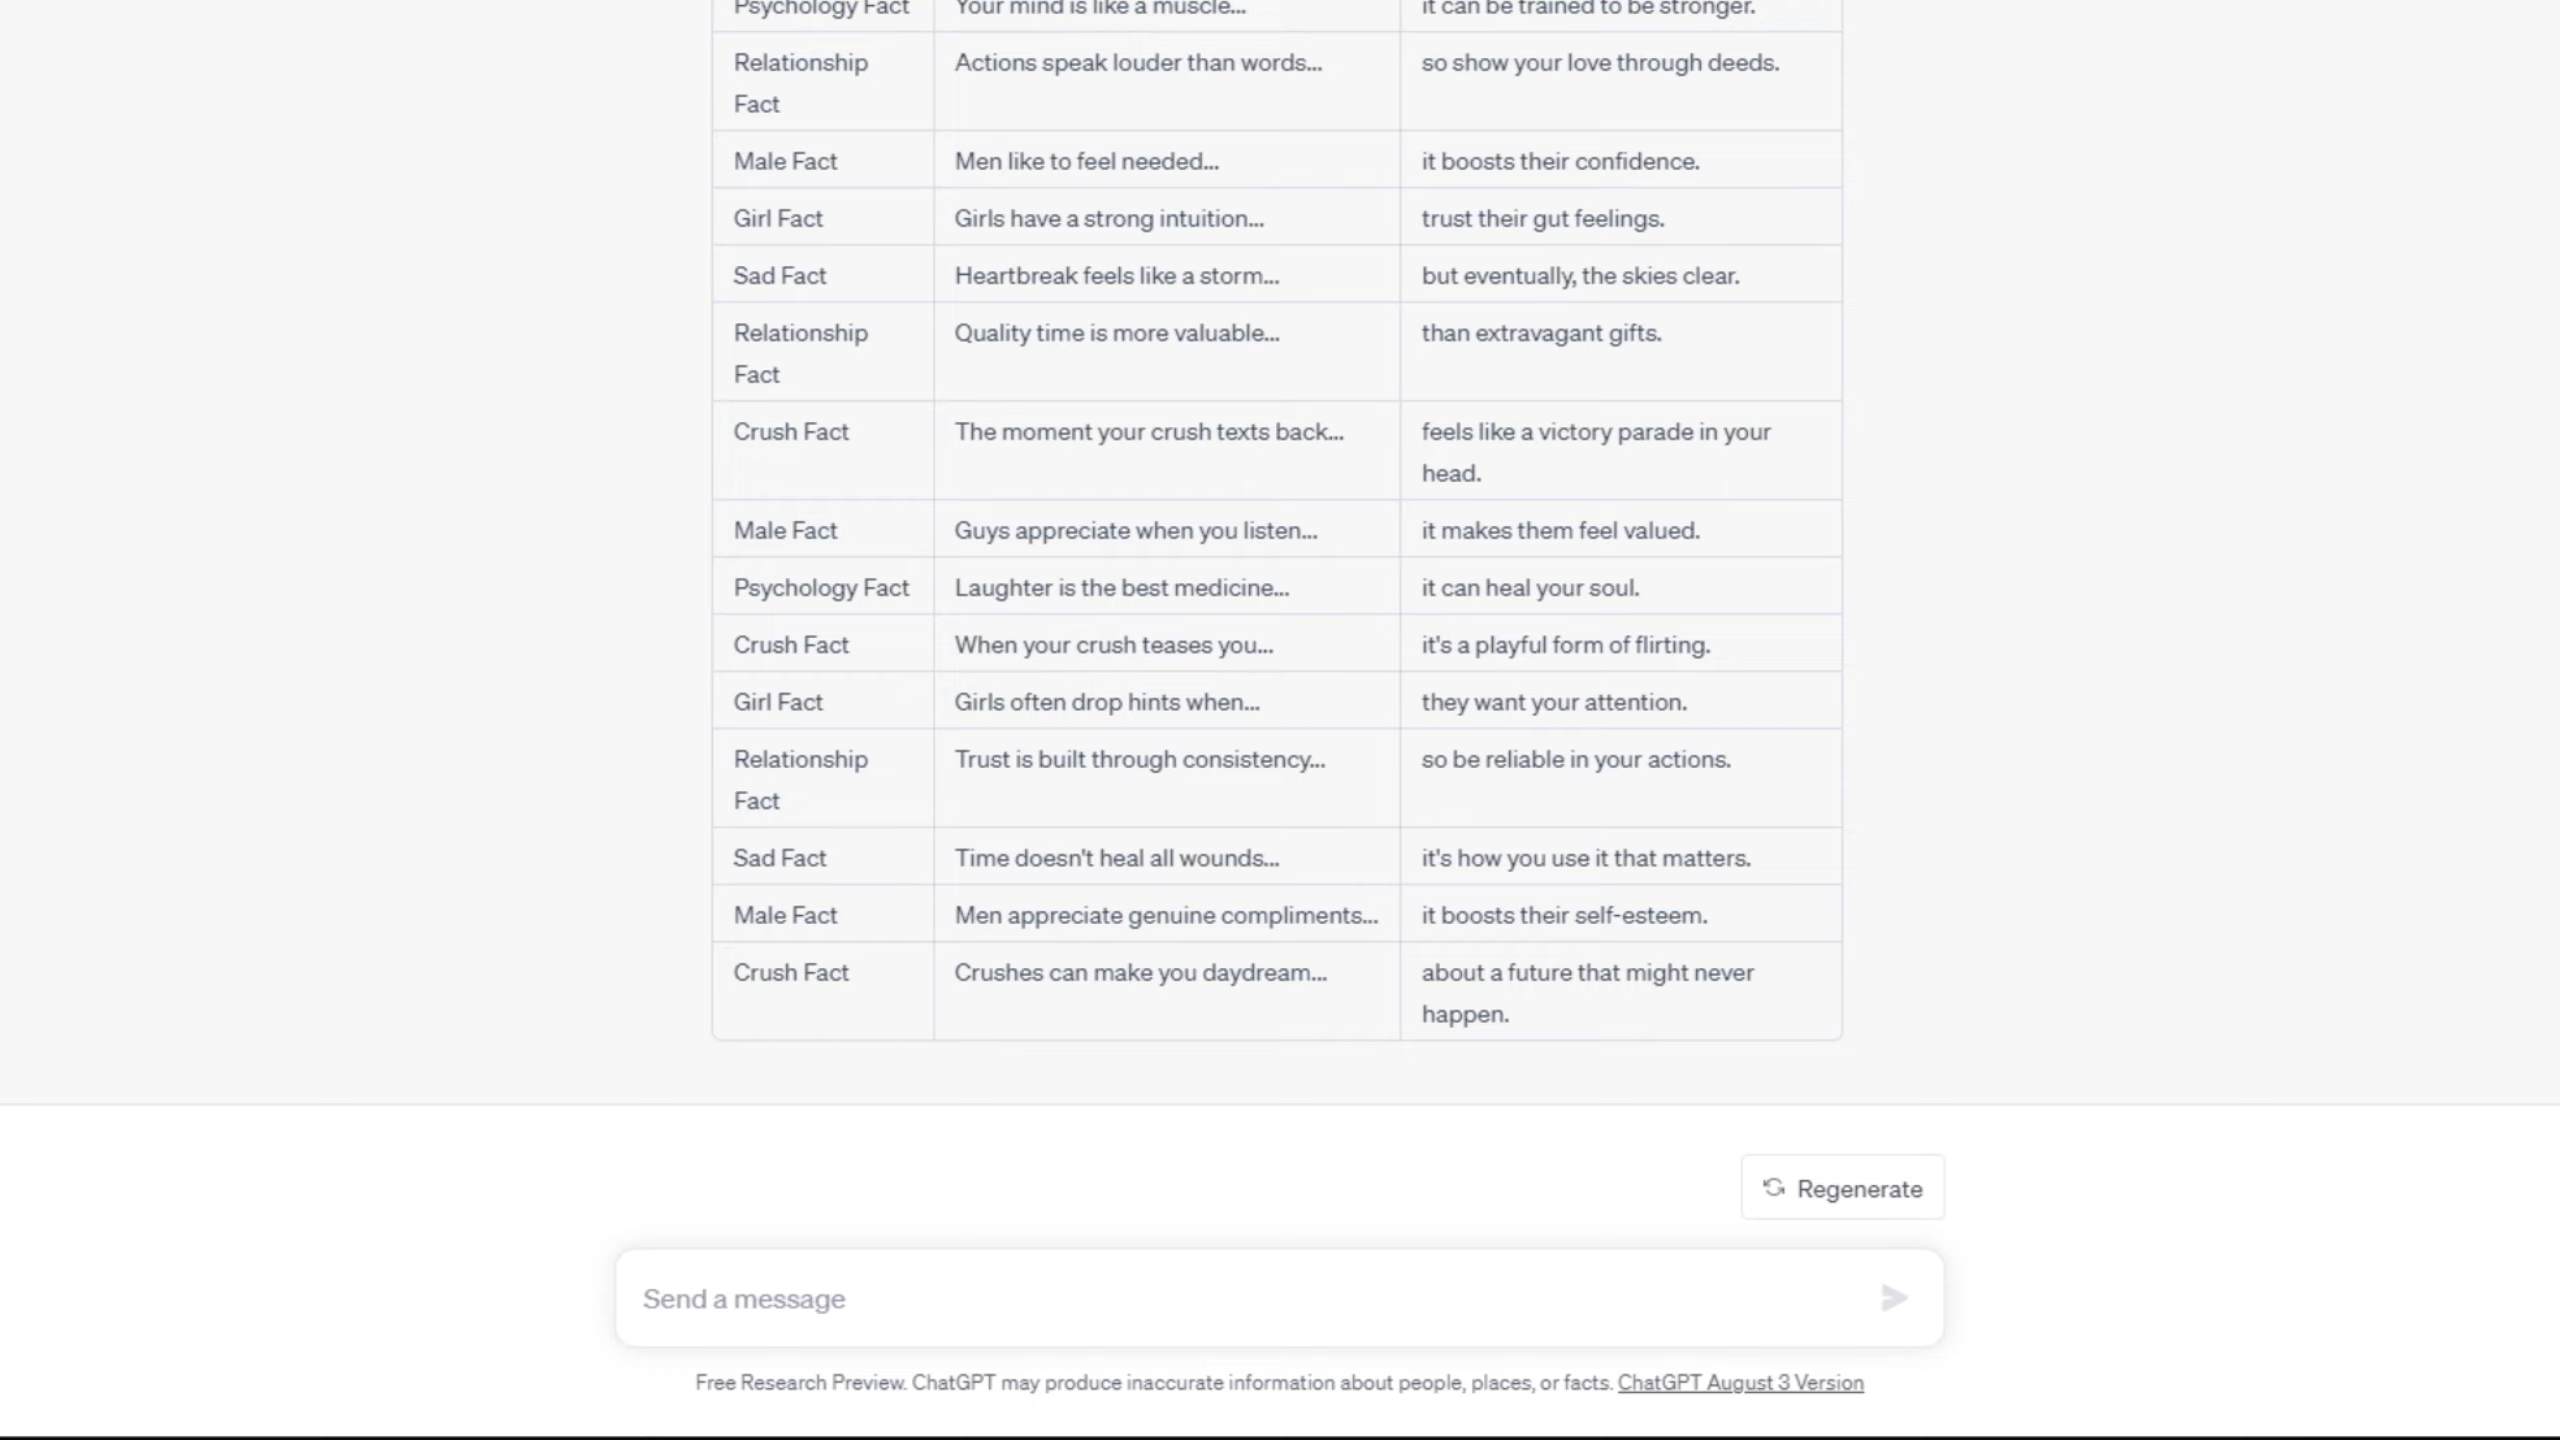 Psychology Fact Your mind is like a muscle... it can be trained to be stronger.
Relationship Actions speak louder than words... so show your love through deeds.
Fact
Male Fact Men like to feel needed... it boosts their confidence.
Girl Fact Girls have a strong intuition... trust their gut feelings.
Sad Fact Heartbreak feels like a storm... but eventually, the skies clear.
Relationship Quality time is more valuable... than extravagant gifts.
Fact
Crush Fact The moment your crush texts back... feels like a victory parade in your
head.
Male Fact Guys appreciate when you listen... it makes them feel valued.
Psychology Fact Laughter is the best medicine... it can heal your soul.
Crush Fact When your crush teases you... it's a playful form of flirting.
Girl Fact Girls often drop hints when... they want your attention.
Relationship Trust is built through consistency... so be reliable in your actions.
Fact
Sad Fact Time doesn't heal all wounds... it's how you use it that matters.
Male Fact Men appreciate genuine compliments... it boosts their self-esteem.
Crush Fact Crushes can make you daydream... about a future that might never
happen.
Regenerate
Send a message
Free Research Preview. ChatGPT may produce inaccurate information about people, places, or facts. ChatGPT August 3 Version